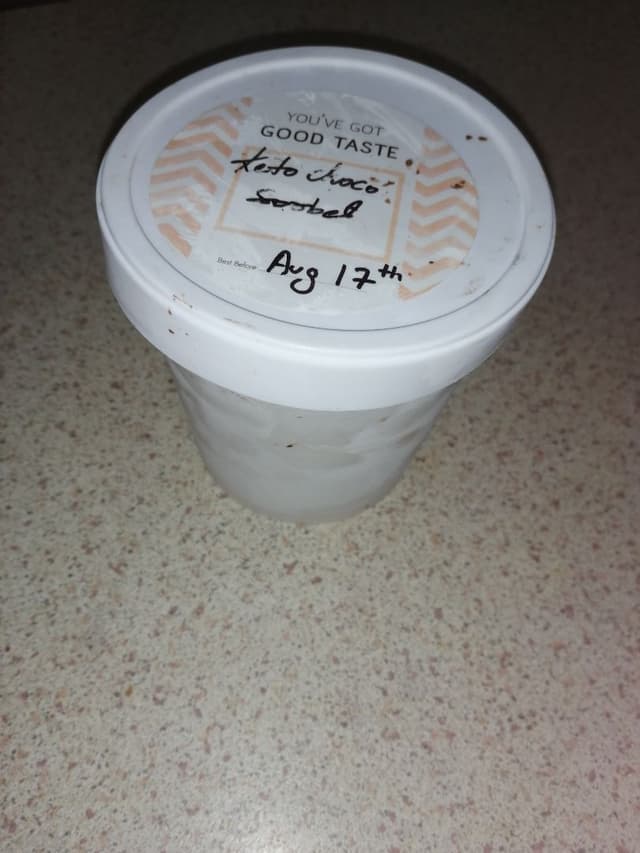 YOU'VE GOT
GOOD TASTE
Keto choco
Sorbet
Best Before Aug 17th